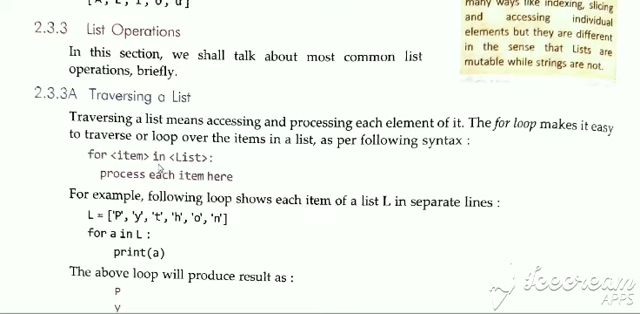 many ways like indexing, slicing
and accessing individual
elements but they are different
in the sense that Lists are
mutable while strings are not.
2.3.3 List Operations
In this section, we shall talk about most common list
operations, briefly.
2.3.3A Traversing a List
Traversing a list means accessing and processing each element of it. The for loop makes it easy
to traverse or loop over the items in a list, as per following syntax :
for <item> in <List>:
process each item here
For example, following loop shows each item of a list L in separate lines :
L = ['P', 'y', 't', 'h', 'o', 'n']
for a in L :
print(a)
The above loop will produce result as :
P
y
Icecream
APPS